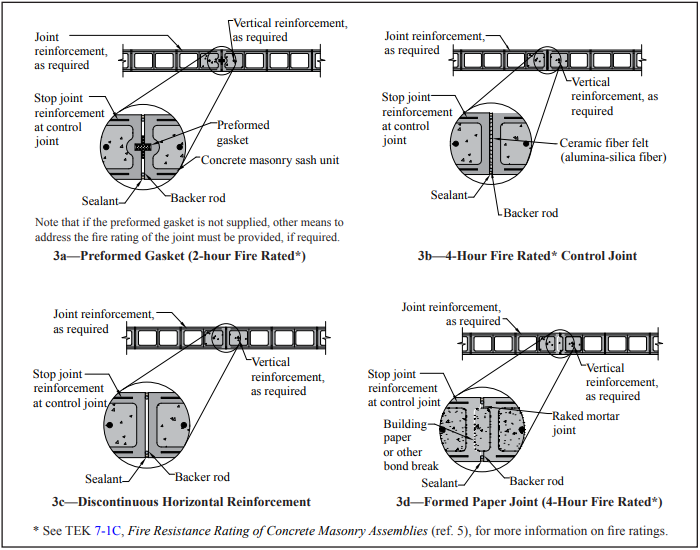 Joint
reinforcement,
as required
Vertical reinforcement,
as required
Stop joint
reinforcement
at control
joint
Preformed
gasket
Concrete masonry sash unit
Sealant
Backer rod
Note that if the preformed gasket is not supplied, other means to
address the fire rating of the joint must be provided, if required.
3a—Preformed Gasket (2-hour Fire Rated*)
Joint reinforcement,
as required
Stop joint
reinforcement
at control
joint
Vertical
reinforcement, as
required
Ceramic fiber felt
(alumina-silica fiber)
Sealant
Backer rod
3b—4-Hour Fire Rated* Control Joint
Joint reinforcement,
as required
Stop joint
reinforcement
at control joint
Vertical
reinforcement,
as required
Sealant
Backer rod
3c—Discontinuous Horizontal Reinforcement
Joint reinforcement,
as required
Stop joint
reinforcement
at control joint
Building
paper
or other
bond break
Vertical
reinforcement,
as required
Raked mortar
joint
Sealant
Backer rod
3d—Formed Paper Joint (4-Hour Fire Rated*)
* See TEK 7-1C, Fire Resistance Rating of Concrete Masonry Assemblies (ref. 5), for more information on fire ratings.